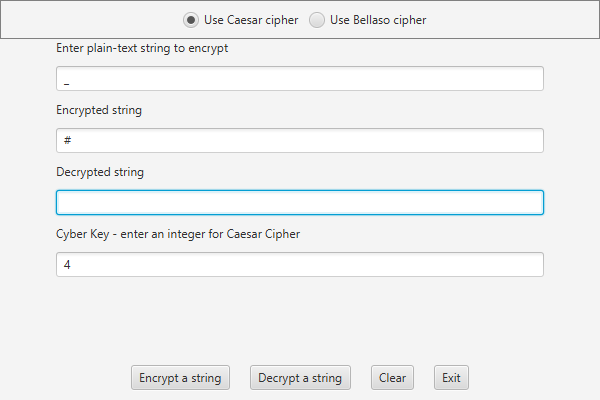 Use Caesar cipher Use Bellaso cipher
Enter plain-text string to encrypt
_
Encrypted string
#
Decrypted string
Cyber Key - enter an integer for Caesar Cipher
4
Encrypt a string Decrypt a string Clear Exit